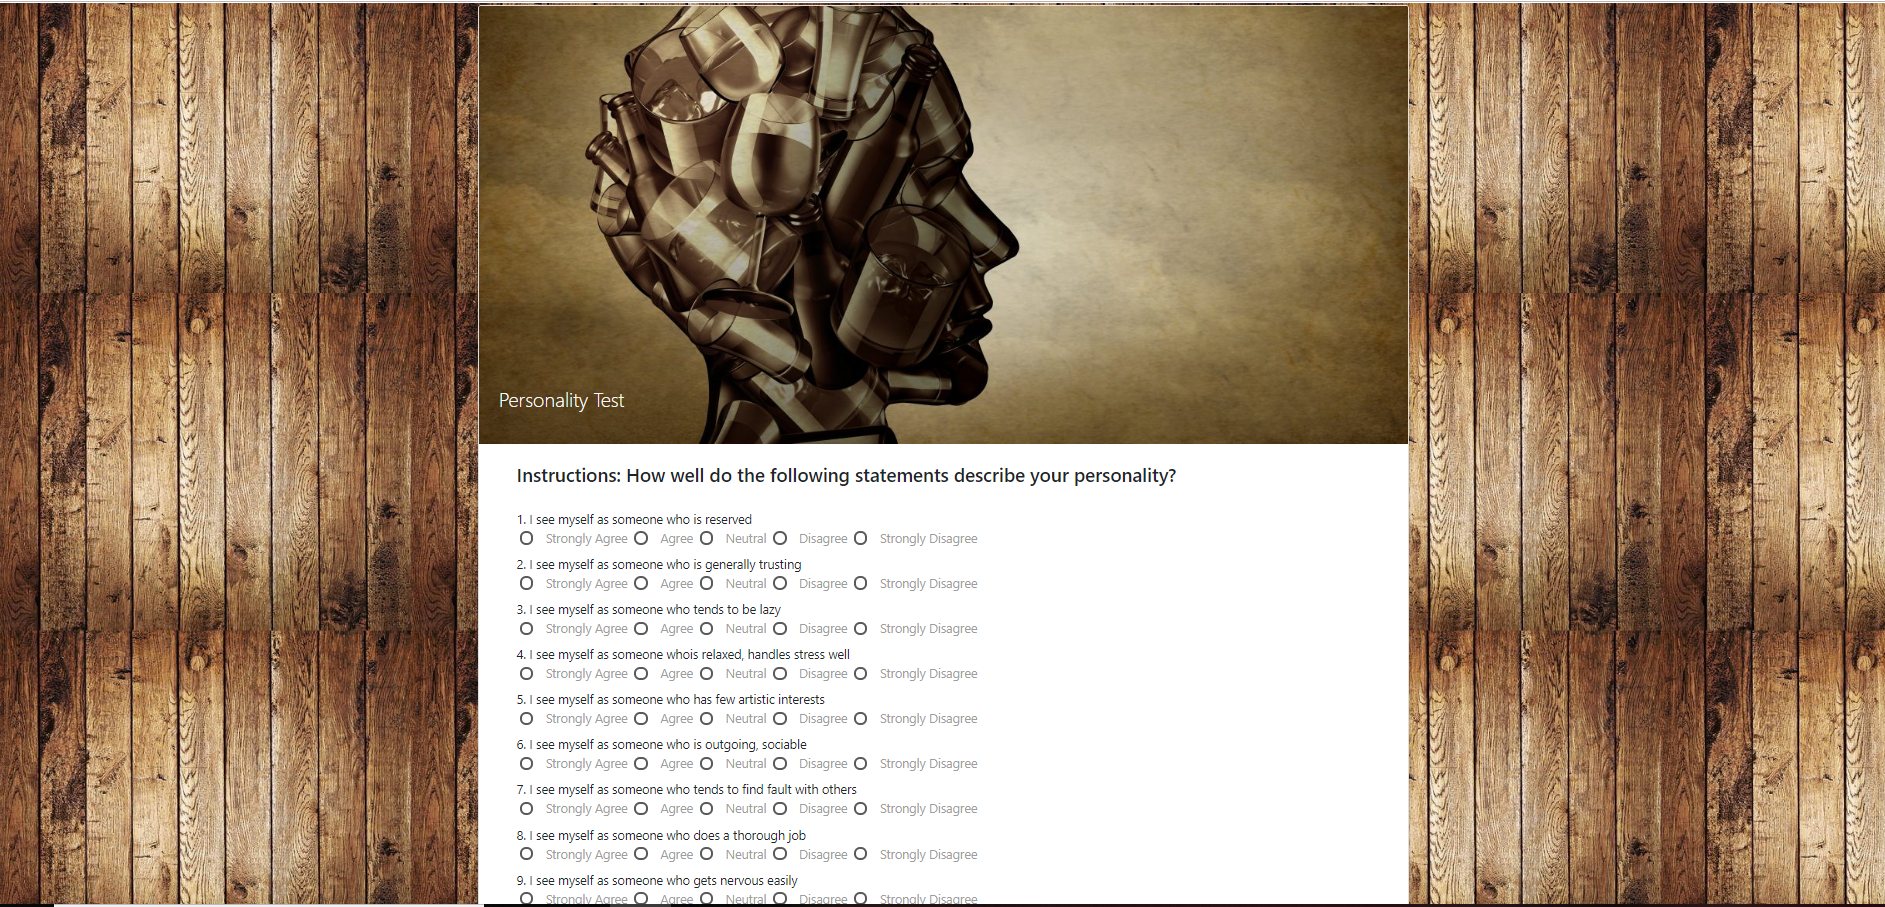 Personality Test
Instructions: How well do the following statements describe your personality?
1. I see myself as someone who is reserved
Strongly Agree Agree Neutral Disagree Strongly Disagree
2. I see myself as someone who is generally trusting
Strongly Agree Agree Neutral Disagree Strongly Disagree
3. I see myself as someone who tends to be lazy
Strongly Agree Agree Neutral Disagree Strongly Disagree
4. I see myself as someone whois relaxed, handles stress well
Strongly Agree Agree Neutral Disagree Strongly Disagree
5. I see myself as someone who has few artistic interests
Strongly Agree Agree Neutral Disagree Strongly Disagree
6. I see myself as someone who is outgoing, sociable
Strongly Agree Agree Neutral Disagree Strongly Disagree
7. I see myself as someone who tends to find fault with others
Strongly Agree Agree Neutral Disagree Strongly Disagree
8. I see myself as someone who does a thorough job
Strongly Agree Agree Neutral Disagree Strongly Disagree
9. I see myself as someone who gets nervous easily
Strongly Agree Agree Neutral Disagree Strongly Disagree